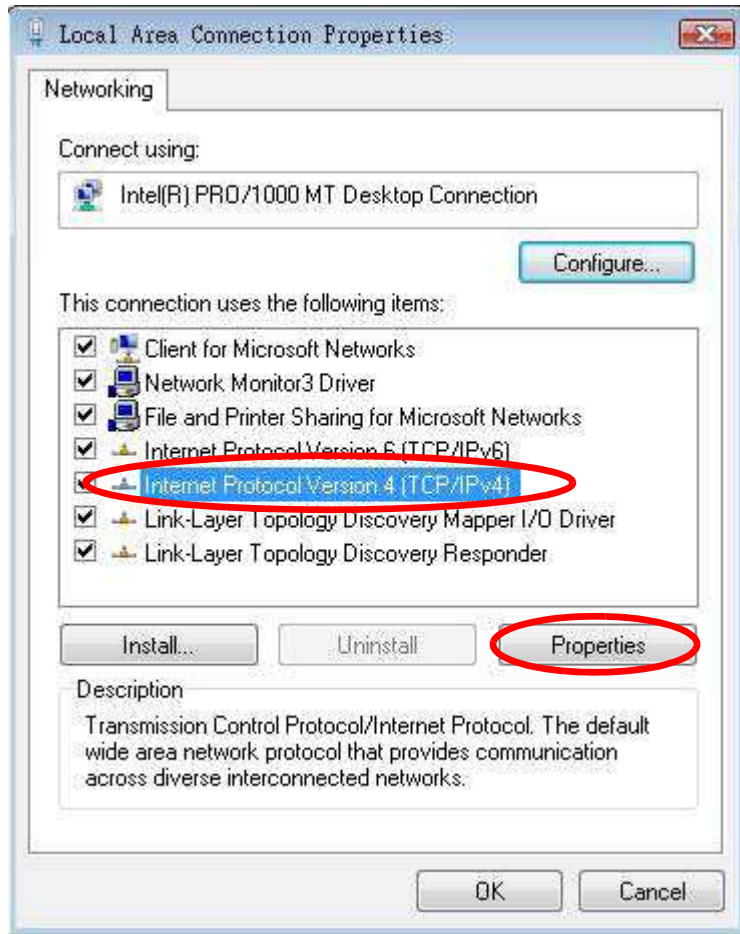 Local Area Connection Properties
Networking
Connect using:
Intel(R) PRO/1000 MT Desktop Connection
Configure...
This connection uses the following items:
Client for Microsoft Networks
Network Monitor3 Driver
File and Printer Sharing for Microsoft Networks
Internet Protocol Version 6 (TCP/IPv6)
Internet Protocol Version 4 (TCP/IPv4)
Link-Layer Topology Discovery Mapper I/O Driver
Link-Layer Topology Discovery Responder
Install...
Uninstall
Properties
Description
Transmission Control Protocol/Internet Protocol. The default
wide area network protocol that provides communication
across diverse interconnected networks.
OK
Cancel